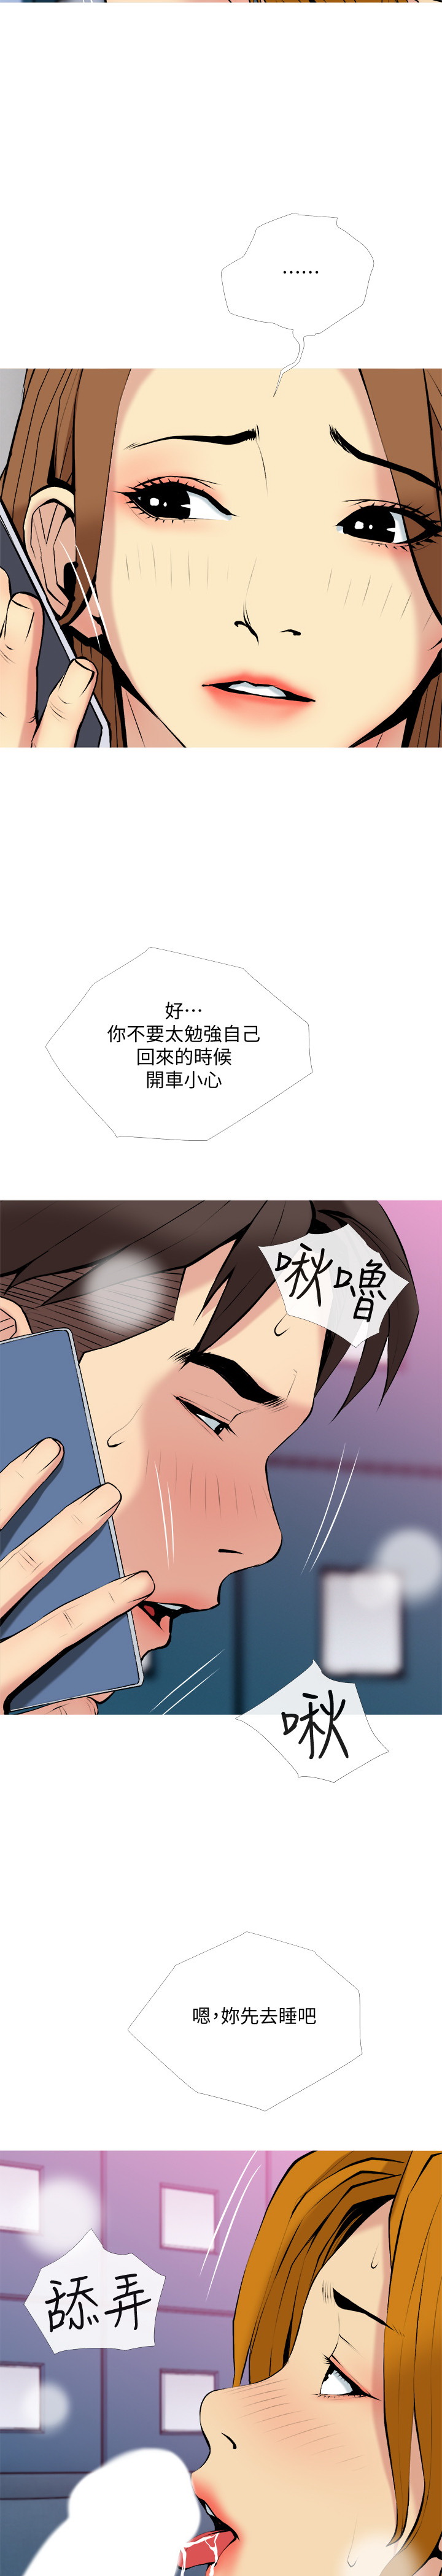 ……
好…
你不要太勉強自己
回來的時候
開車小心
啾嚕
啾
嗯，妳先去睡吧
舔弄